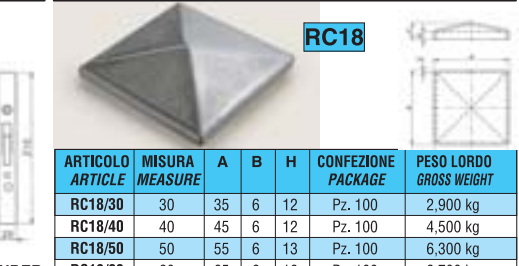 RC18
ARTICOLO MISURA A B H CONFEZIONE PESO LORDO
ARTICLE MEASURE PACKAGE GROSS WEIGHT
RC18/30 30 35 6 12 Pz. 100 2,900 kg
RC18/40 40 45 6 12 Pz. 100 4,500 kg
RC18/50 50 55 6 13 Pz. 100 6,300 kg